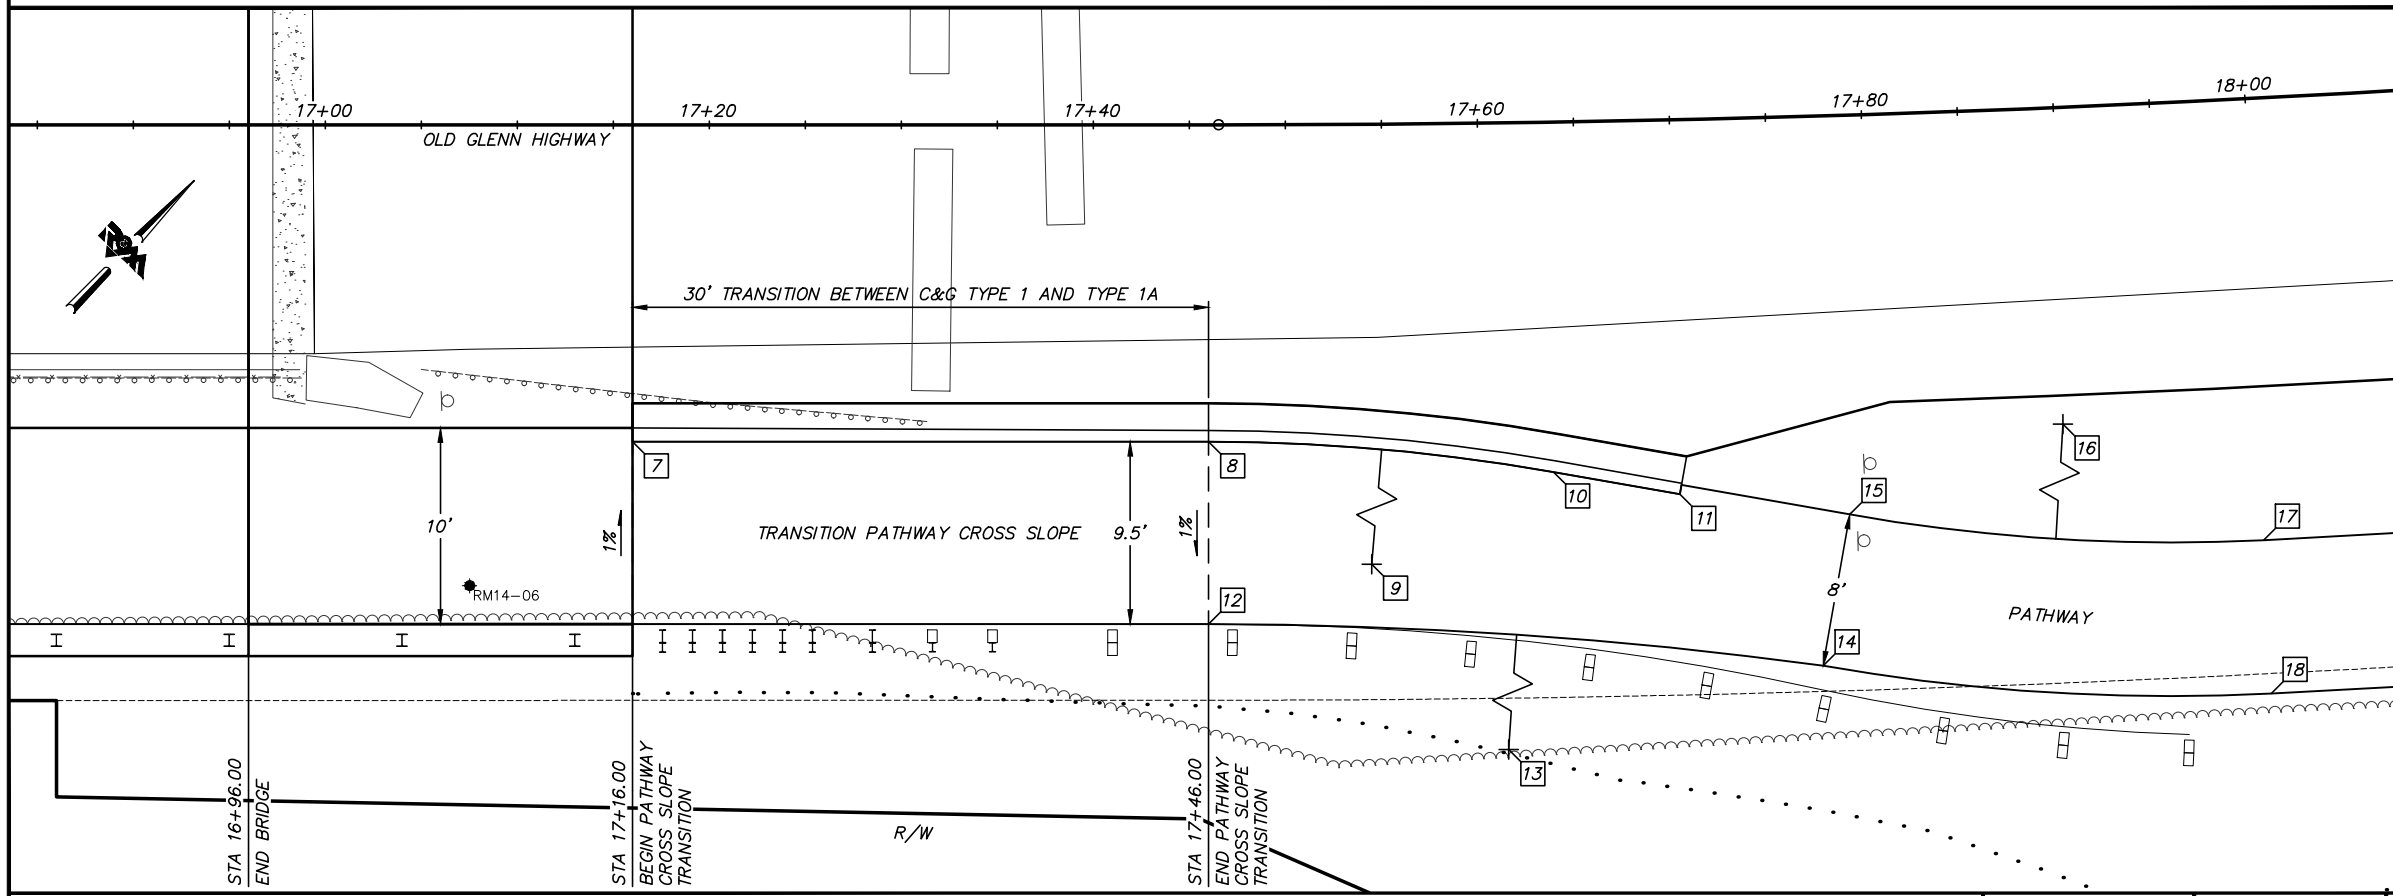 18+00
17+80
17+60
17+00
17+20
17+40
OLD GLENN HIGHWAY
30' TRANSITION BETWEEN C&G TYPE 1 AND TYPE 1A
16
7
8
15
10
11
17
10'
1%
TRANSITION PATHWAY CROSS SLOPE
9.5'
1%
9
8'
RM14-06
12
PATHWAY
14
18
13
STA 16+96.00
END BRIDGE
STA 17+16.00
BEGIN PATHWAY
CROSS SLOPE
TRANSITION
R/W
STA 17+46.00
END PATHWAY
CROSS SLOPE
TRANSITION